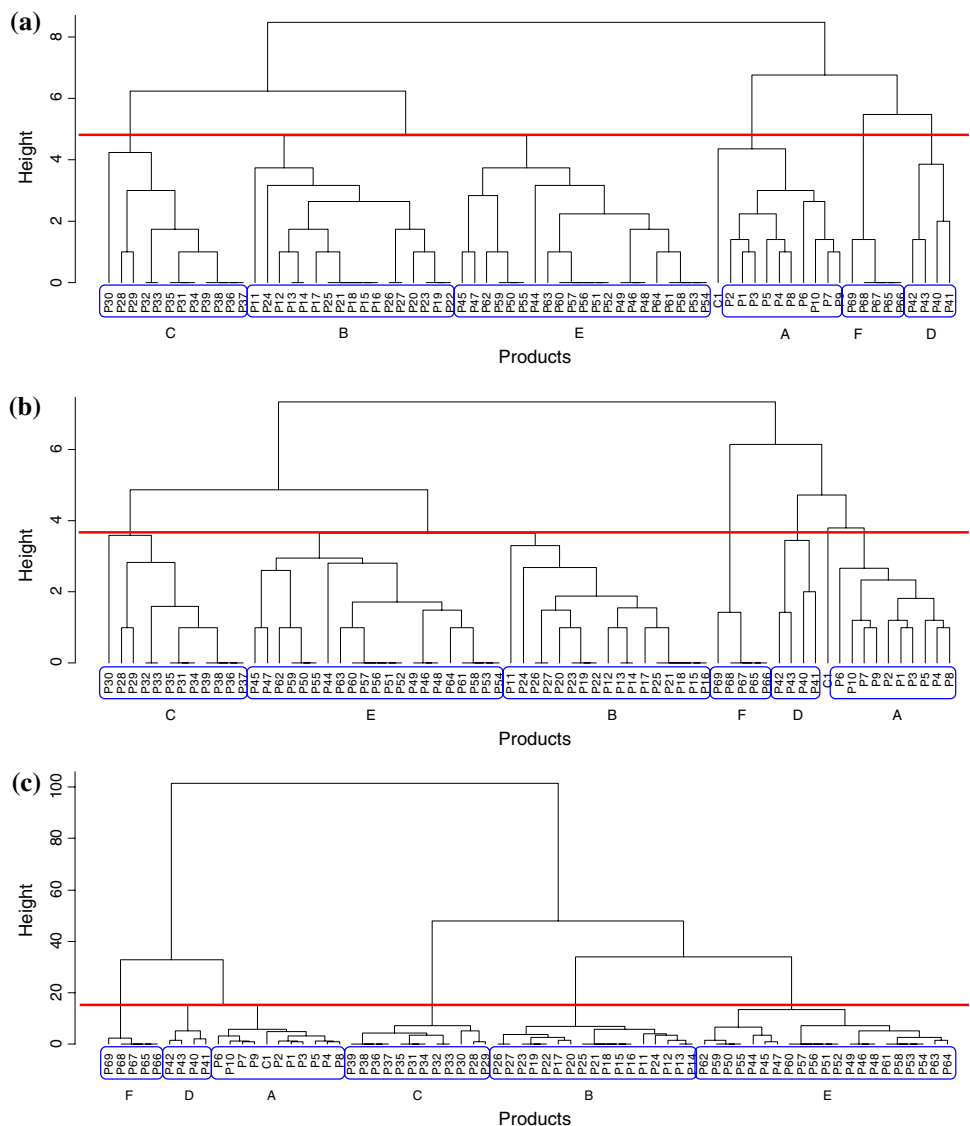 (a)
Height
8
6
4
2
0
P30 P28 P29 P32 P33 P35 P31 P34 P39 P38 P36 P37 P11 P24 P12 P13 P14 P17 P25 P21 P18 P15 P16 P26 P27 P20 P23 P19 P22 P45 P47 P62 P59 P50 P55 P44 P63 P60 P57 P56 P51 P52 P49 P46 P48 P64 P61 P58 P53 P54 C1 P2 P1 P3 P5 P4 P8 P6 P10 P7 P9 P69 P68 P67 P65 P66 P42 P43 P40 P41
C B E A F D
Products
(b)
Height
6
4
2
0
P30 P28 P29 P32 P33 P35 P31 P34 P39 P38 P36 P37 P45 P47 P62 P59 P50 P55 P44 P63 P60 P57 P56 P51 P52 P49 P46 P48 P64 P61 P58 P53 P54 P11 P24 P26 P27 P20 P23 P19 P22 P12 P13 P14 P17 P25 P21 P18 P15 P16 P69 P68 P67 P65 P66 P42 P43 P40 P41 C1 P6 P10 P7 P9 P2 P1 P3 P5 P4 P8
C E B F D A
Products
(c)
Height
100
80
60
40
20
0
P69 P68 P67 P65 P66 P42 P43 P40 P41 P6 P10 P7 P9 C1 P2 P1 P3 P5 P4 P8 P39 P38 P36 P37 P35 P31 P34 P32 P33 P30 P28 P29 P26 P27 P23 P19 P22 P17 P20 P25 P21 P18 P15 P16 P11 P24 P12 P13 P14 P62 P59 P50 P55 P44 P45 P47 P60 P57 P56 P51 P52 P49 P46 P48 P61 P58 P53 P54 P63 P64
F D A C B E
Products